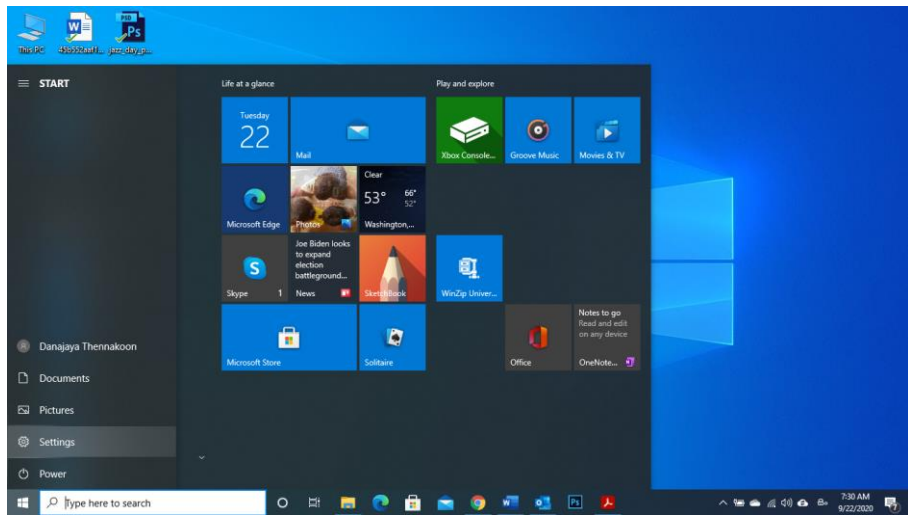 This PC
jazz_day_p...
PSD
Ps
START
Life at a glance
Play and explore
Tuesday
22
Mail
Xbox Console...
Groove Music
Movies & TV
Microsoft Edge
Photos
Clear
53°
66°
52°
Washington,...
Skype
1
Joe Biden looks
to expand
election
battleground...
News
SketchBook
WinZip Univer...
Microsoft Store
Solitaire
Office
Notes to go
Read and edit
on any device
OneNote...
Danajaya Thennakoon
Documents
Pictures
Settings
Power
Type here to search
7:30 AM
9/22/2020